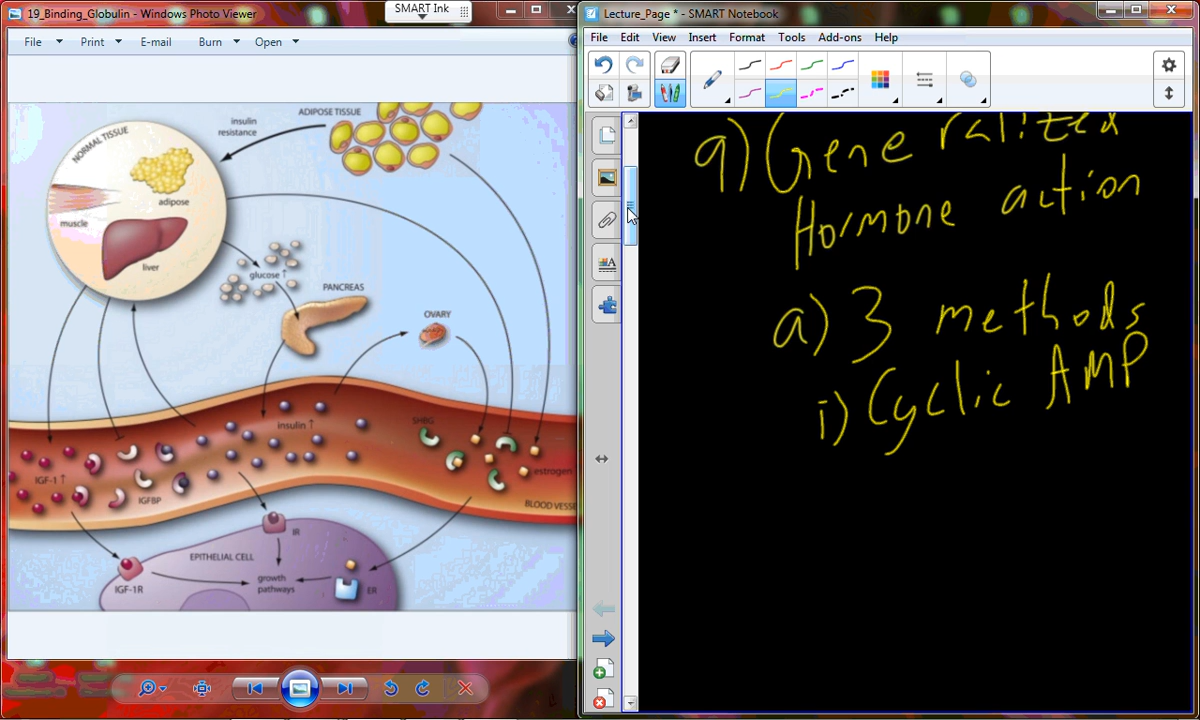 19_Binding_Globulin - Windows Photo Viewer
SMART Ink
File Print E-mail Burn Open
NORMAL TISSUE
adipose
muscle
liver
insulin
resistance
ADIPOSE TISSUE
glucose ↑
PANCREAS
OVARY
insulin ↑
SHBG
estrogen
IGF-1 ↑
IGFBP
BLOOD VESSE
IR
EPITHELIAL CELL
IGF-1R
growth
pathways
ER
Lecture_Page * - SMART Notebook
File Edit View Insert Format Tools Add-ons Help
9) Generalized
Hormone action
a) 3 methods
i) Cyclic AMP